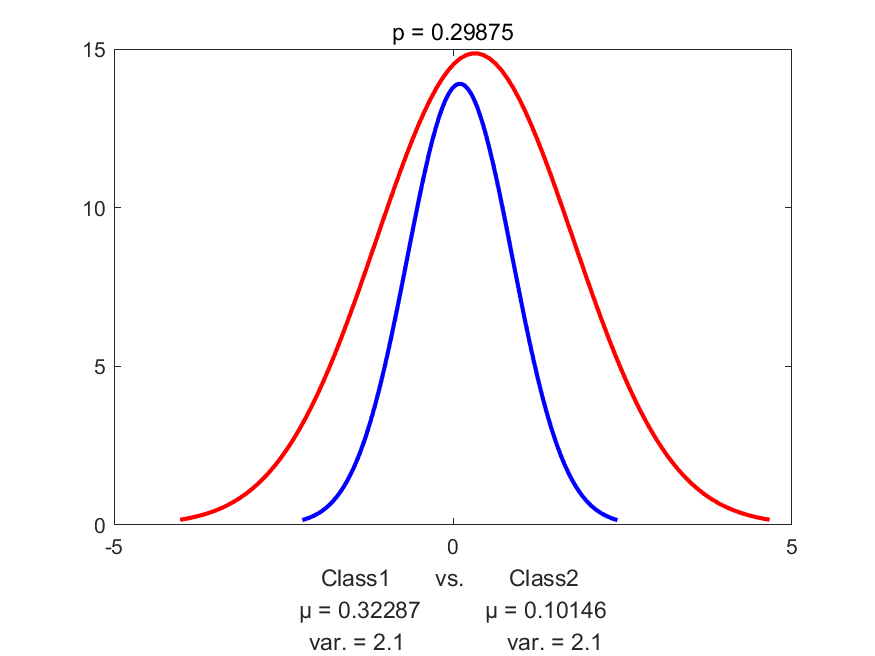 p = 0.29875
15
10
5
0
-5 0 5
Class1 vs. Class2
μ = 0.32287 μ = 0.10146
var. = 2.1 var. = 2.1